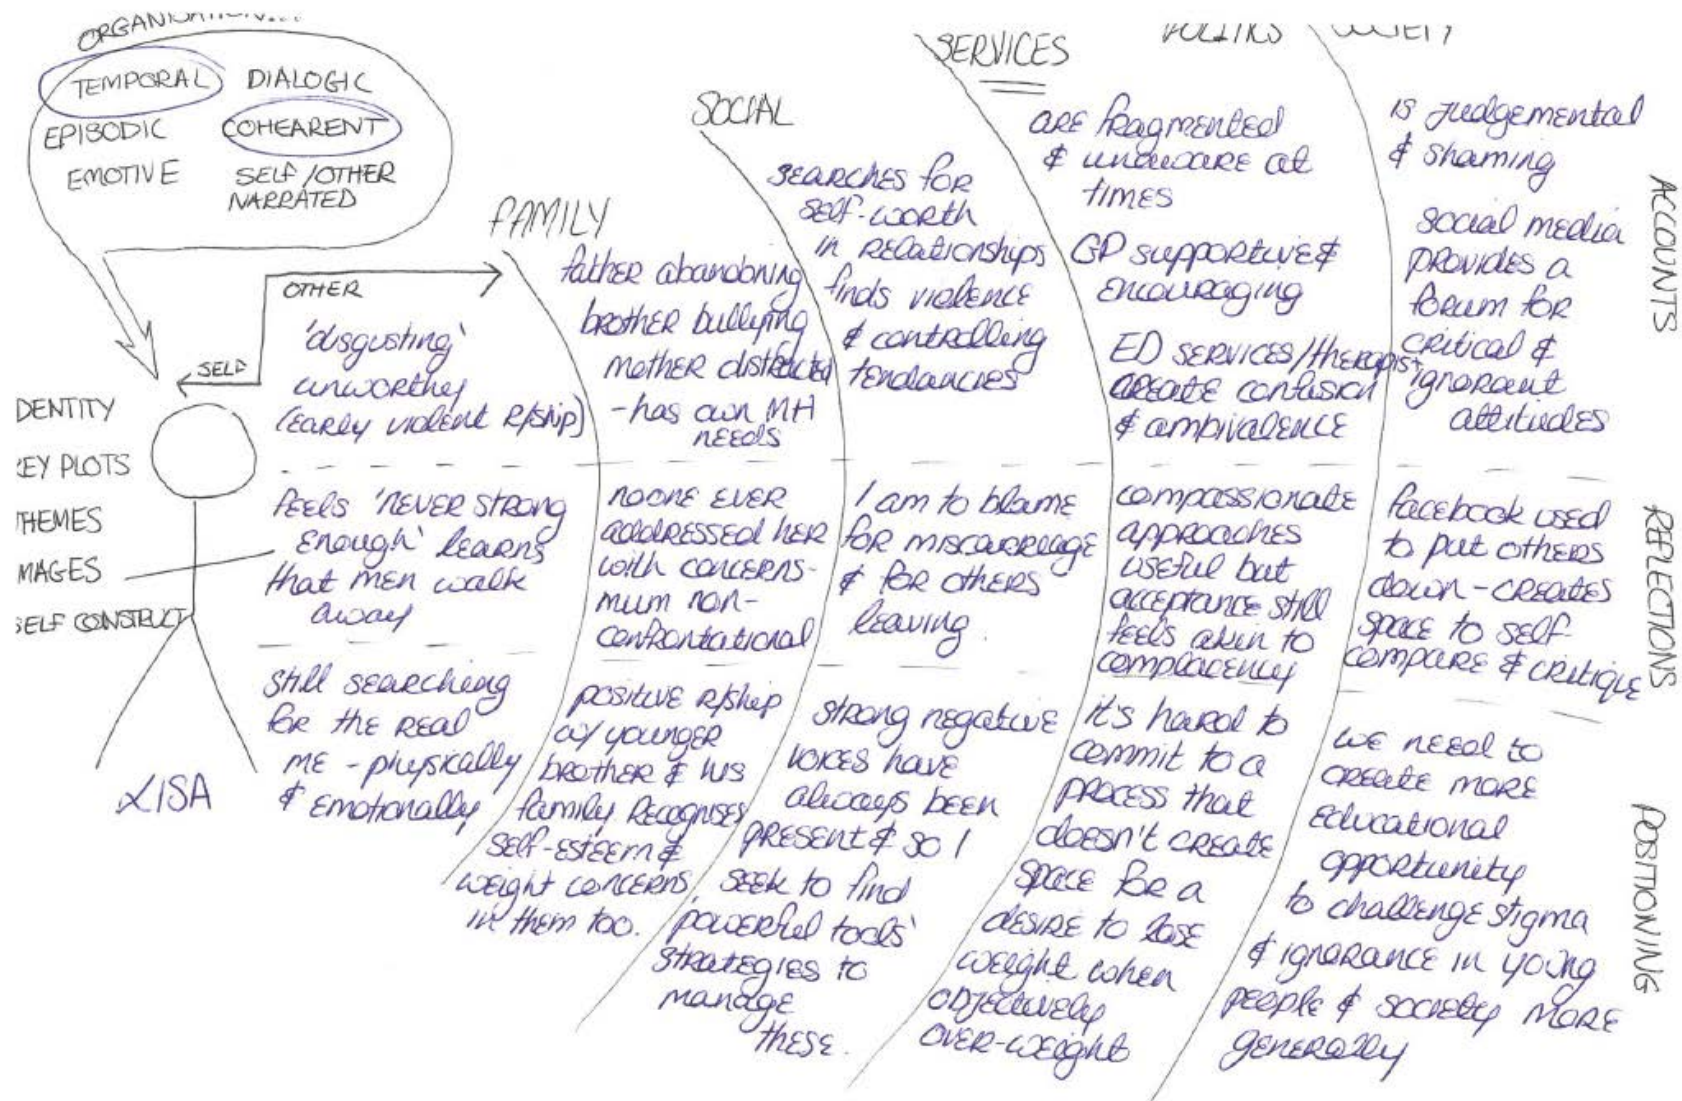 ORGANISATION...
TEMPORAL
DIALOGIC
EPISODIC
COHEARENT
EMOTIVE
SELF/OTHER
NARRATED
OTHER
SELF
DENTITY
EY PLOTS
THEMES
MAGES
SELF CONSTRUCT
LISA
'disgusting'
unworthy
(early violent R/ship)
feels 'never strong
enough' learns
that men walk
away
still searching
for the real
me - physically
& emotionally
FAMILY
father abandoning
brother bullying
mother distracted
- has own MH
needs
noone ever
addressed her
with concerns-
mum non-
confrontational
positive r/ship
w/ younger
brother & his
family recognises
self-esteem &
weight concerns
in them too.
SOCIAL
searches for
self-worth
in relationships
finds violence
& controlling
tendancies
I am to blame
for miscarriage
& for others
leaving.
strong negative
voices have
always been
present & so I
seek to find
'powerful tools'
strategies to
manage
these.
SERVICES
POLITICS
are fragmented
& unaware at
times
GP supportive &
encouraging
ED services/therapist
create confusion
& ambivalence
compassionate
approaches
useful but
acceptance still
feels akin to
complacency
it's hard to
commit to a
process that
doesn't create
space for a
desire to lose
weight when
objectively
over-weight
SOCIETY
is judgemental
& shaming
social media
provides a
forum for
critical &
ignorant
attitudes
facebook used
to put others
down - creates
space to self-
compare & critique
we need to
create more
educational
opportunity
to challenge stigma
& ignorance in young
people & society more
generally
ACCOUNTS
REFLECTIONS
POSITIONING